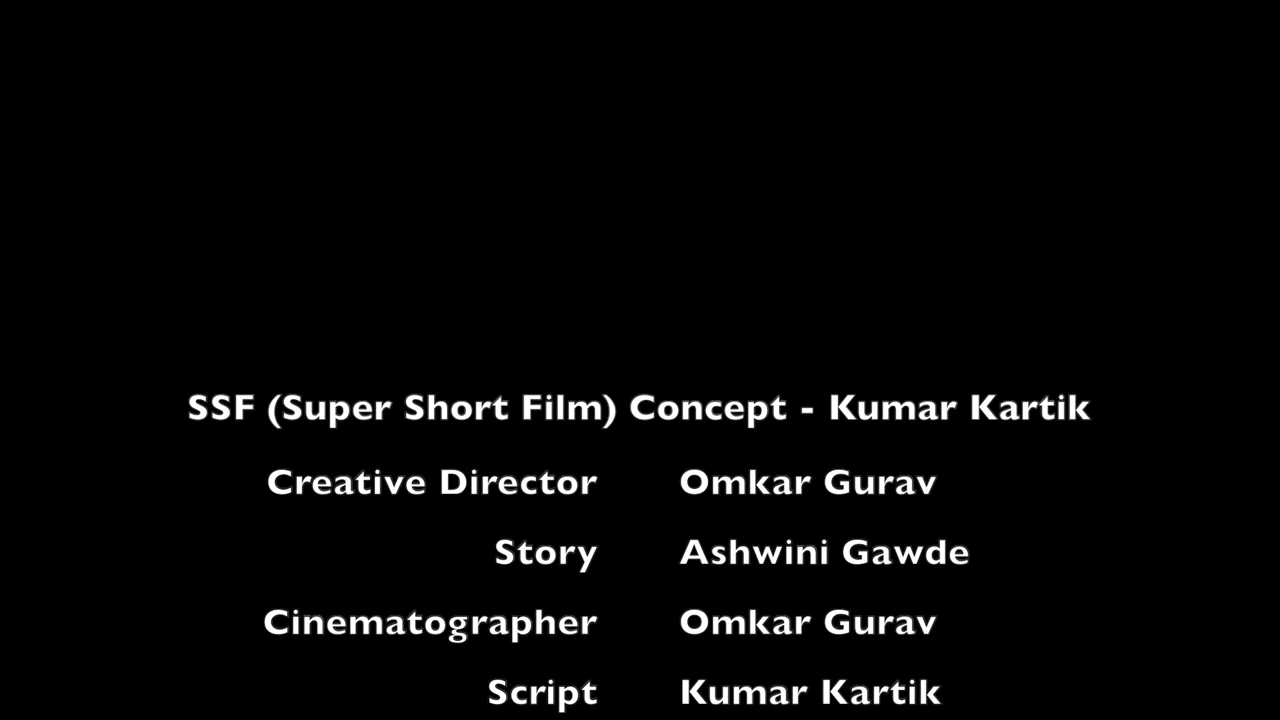 SSF (Super Short Film) Concept - Kumar Kartik
Creative Director Omkar Gurav
Story Ashwini Gawde
Cinematographer Omkar Gurav
Script Kumar Kartik